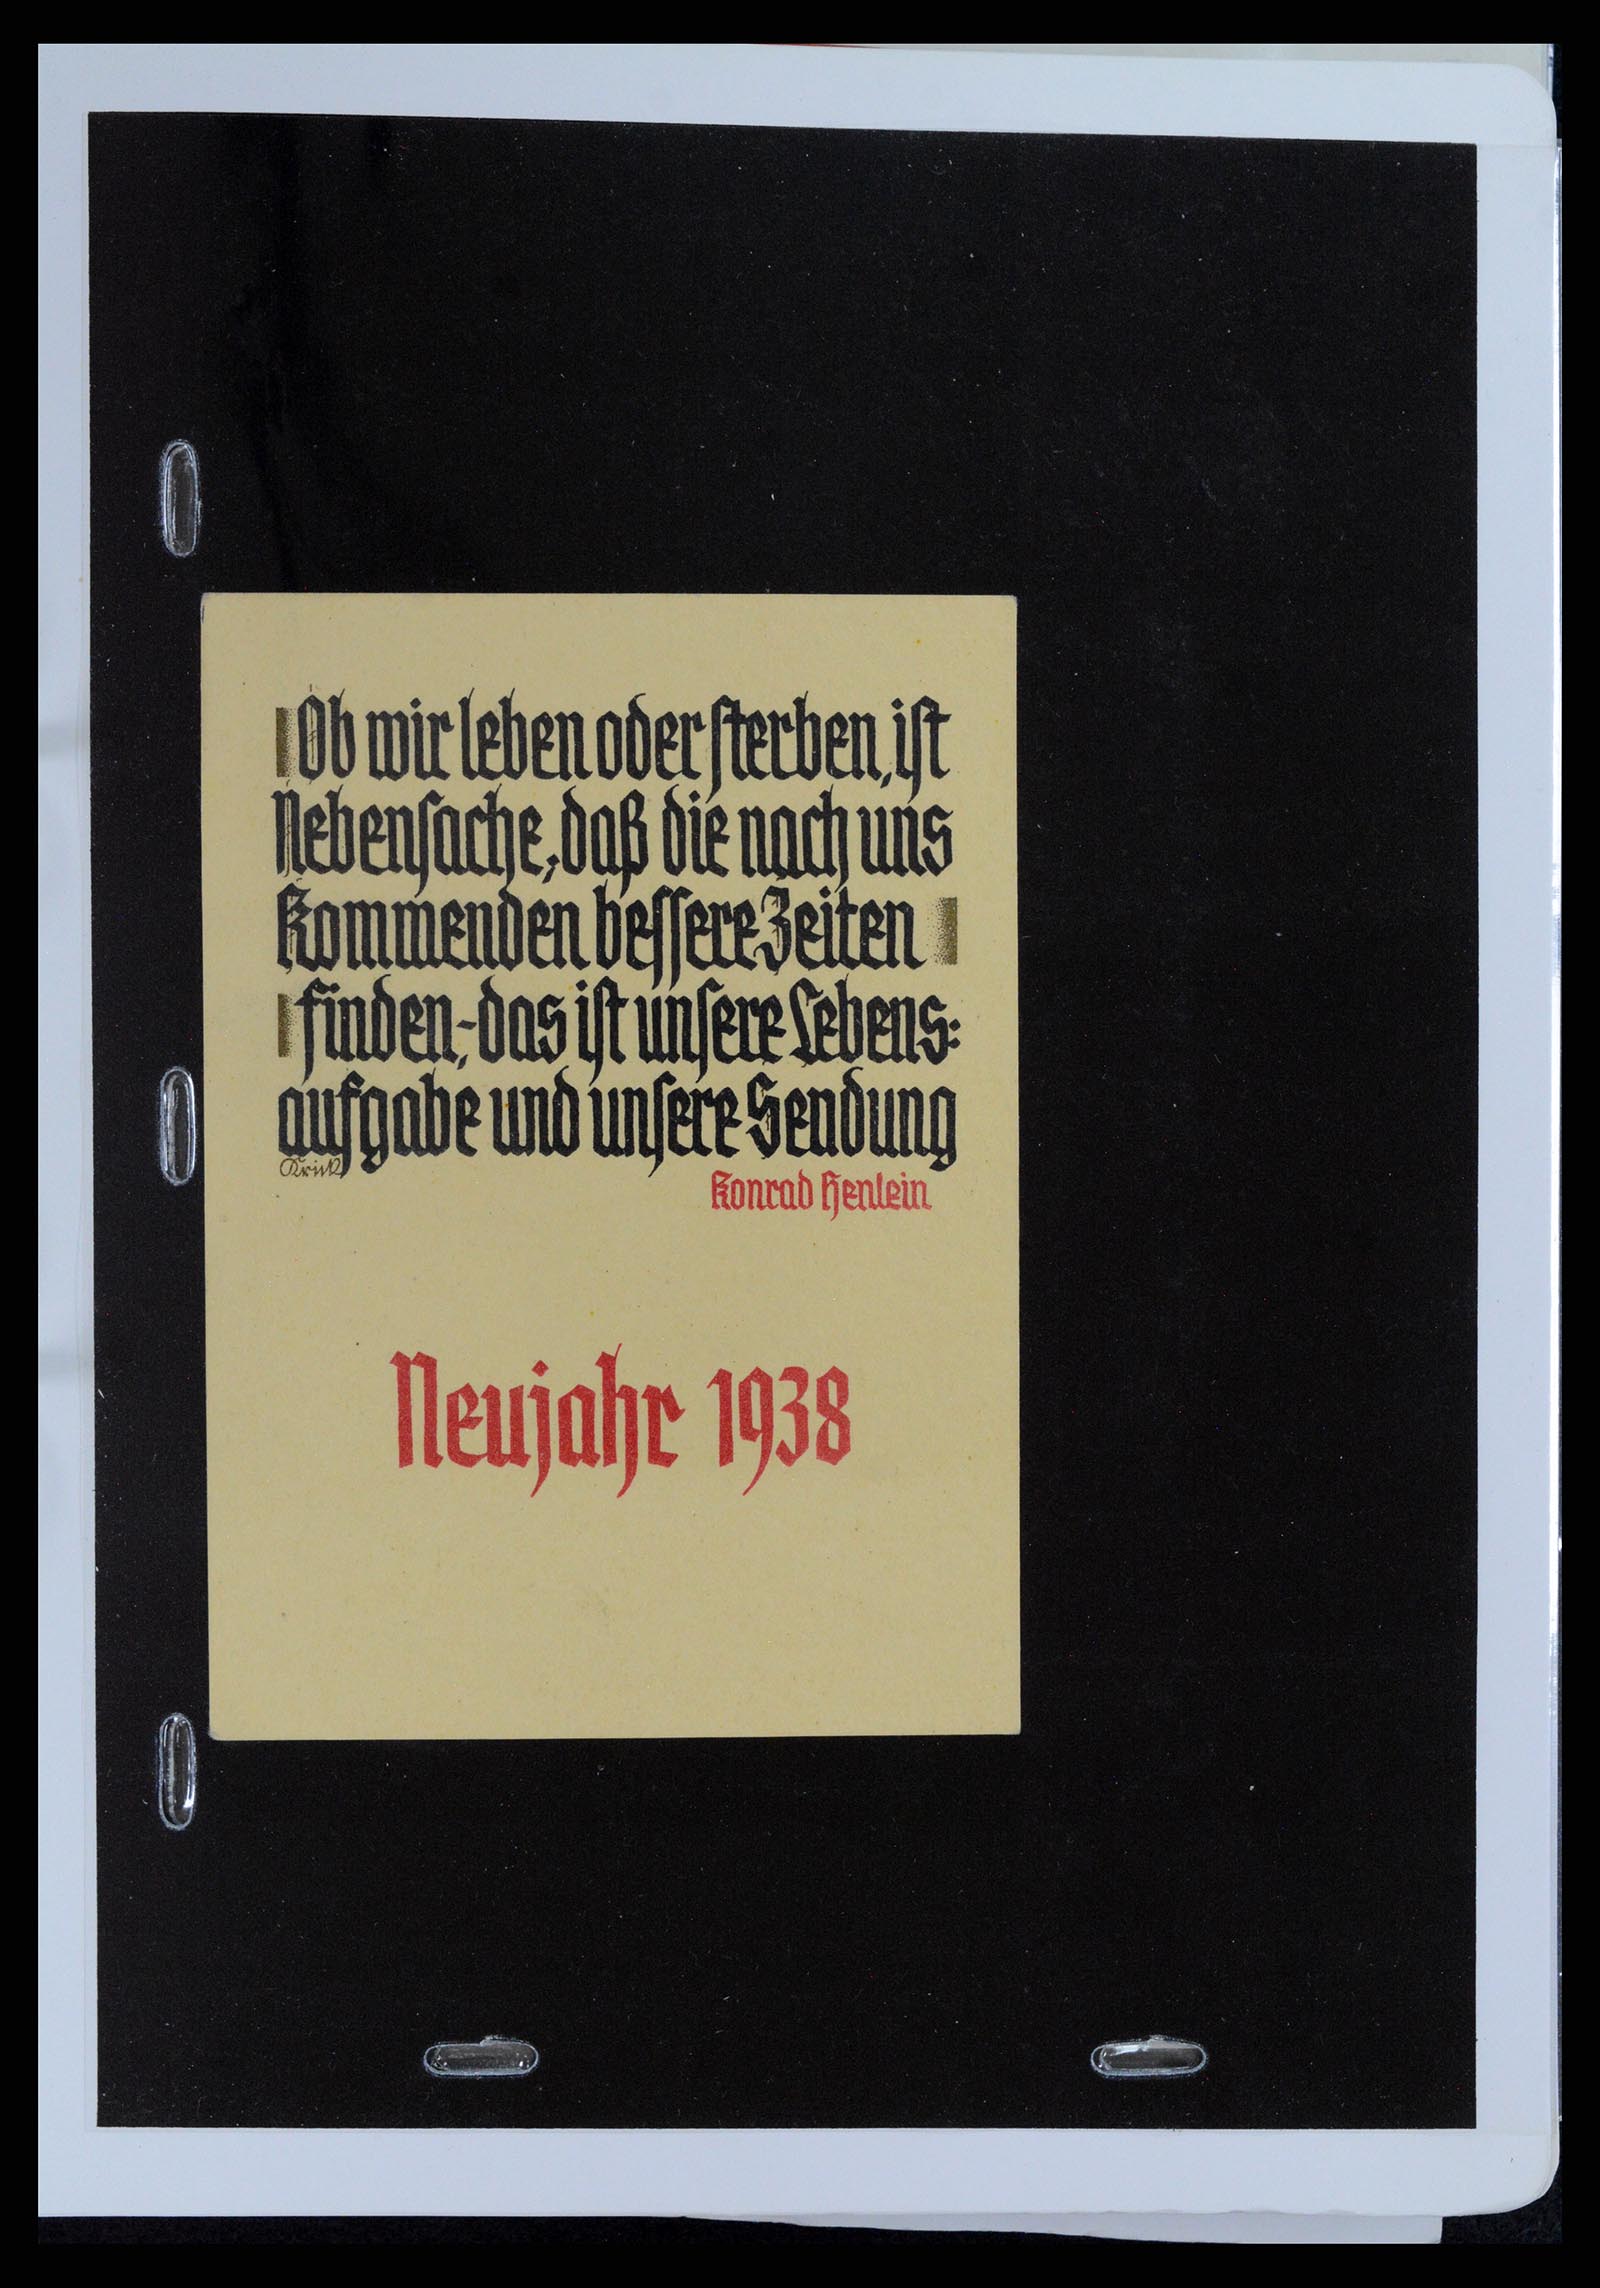 Ob wir leben oder sterben, ist
Nebensache, daß die nach uns
Kommenden bessere Zeiten
finden,- das ist unsere Lebens:
aufgabe und unsere Sendung
Krick
Konrad Henlein
Neujahr 1938